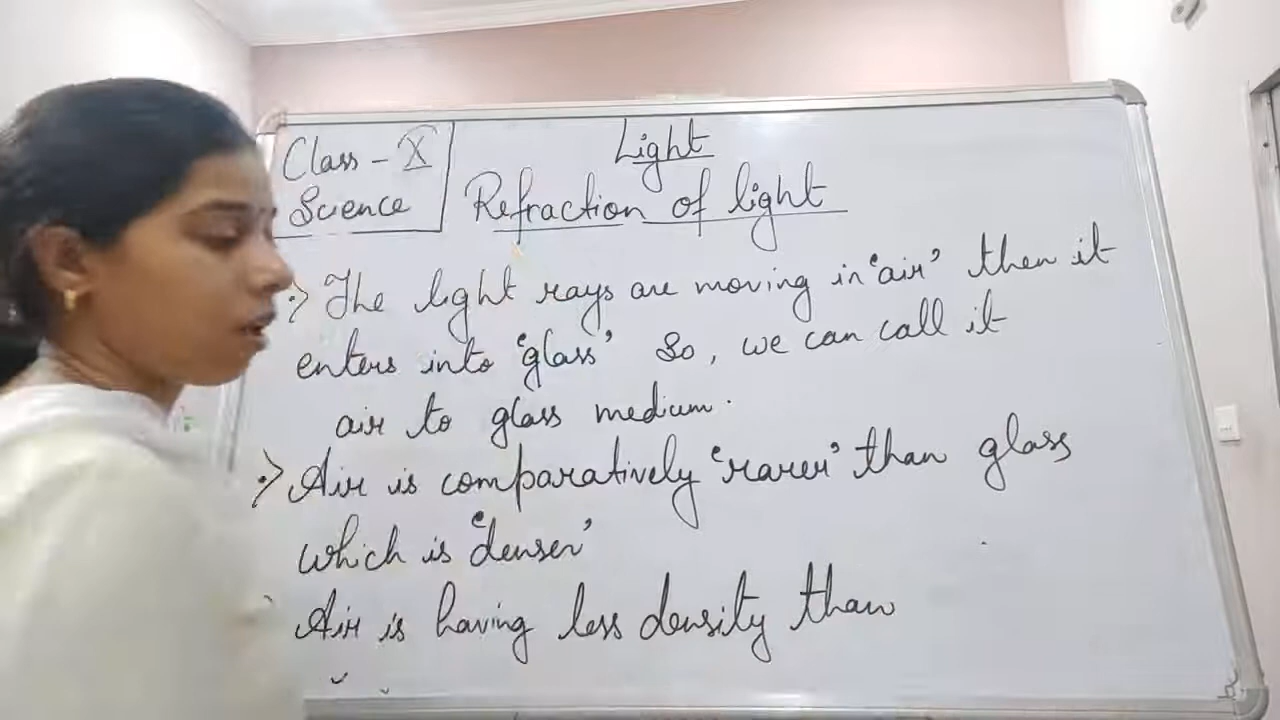 Class - X
Science
Light
Refraction of light
:> The light rays are moving in 'air' then it
enters into 'glass' So, we can call it
air to glass medium.
:> Air is comparatively 'rarer' than glass
which is 'denser'
Air is having less density than